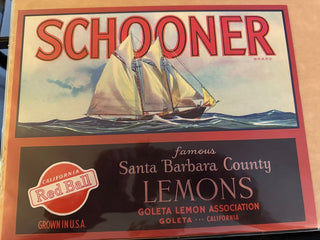 SCHOONER
BRAND
famous
Santa Barbara County
LEMONS
GOLETA LEMON ASSOCIATION
GOLETA --- CALIFORNIA
CALIFORNIA
Red Ball
GROWN IN U.S.A.